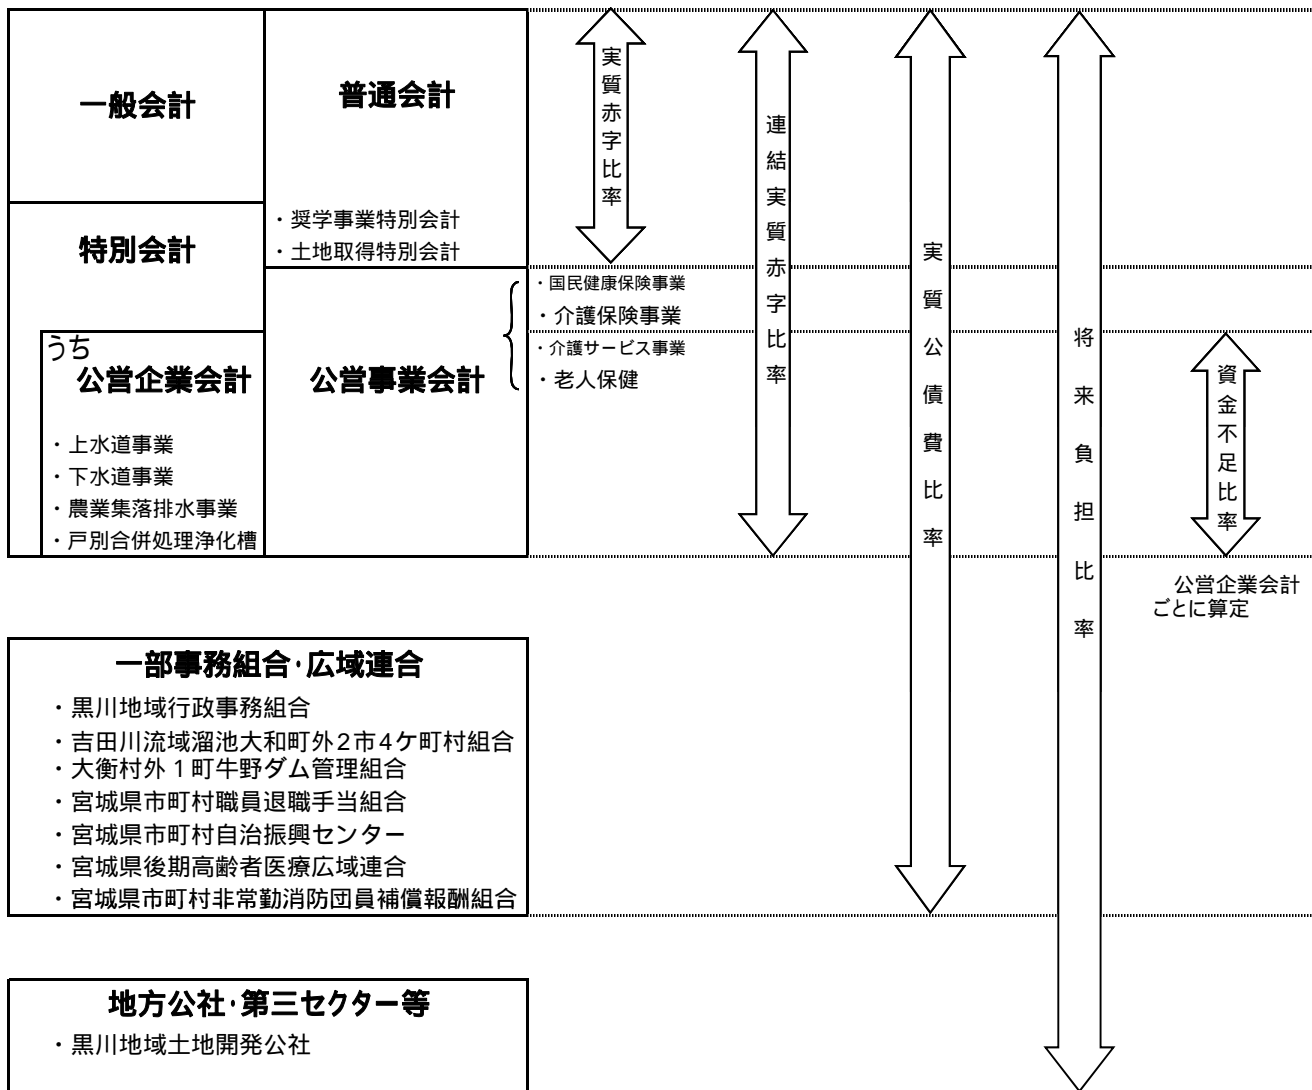 一般会計
特別会計
うち
公営企業会計
・上水道事業
・下水道事業
・農業集落排水事業
・戸別合併処理浄化槽
普通会計
・奨学事業特別会計
・土地取得特別会計
公営事業会計
・国民健康保険事業
・介護保険事業
・介護サービス事業
・老人保健
実質赤字比率
連結実質赤字比率
実質公債費比率
将来負担比率
資金不足比率
公営企業会計
ごとに算定
一部事務組合・広域連合
・黒川地域行政事務組合
・吉田川流域溜池大和町外2市4ケ町村組合
・大衡村外1町牛野ダム管理組合
・宮城県市町村職員退職手当組合
・宮城県市町村自治振興センター
・宮城県後期高齢者医療広域連合
・宮城県市町村非常勤消防団員補償報酬組合
地方公社・第三セクター等
・黒川地域土地開発公社